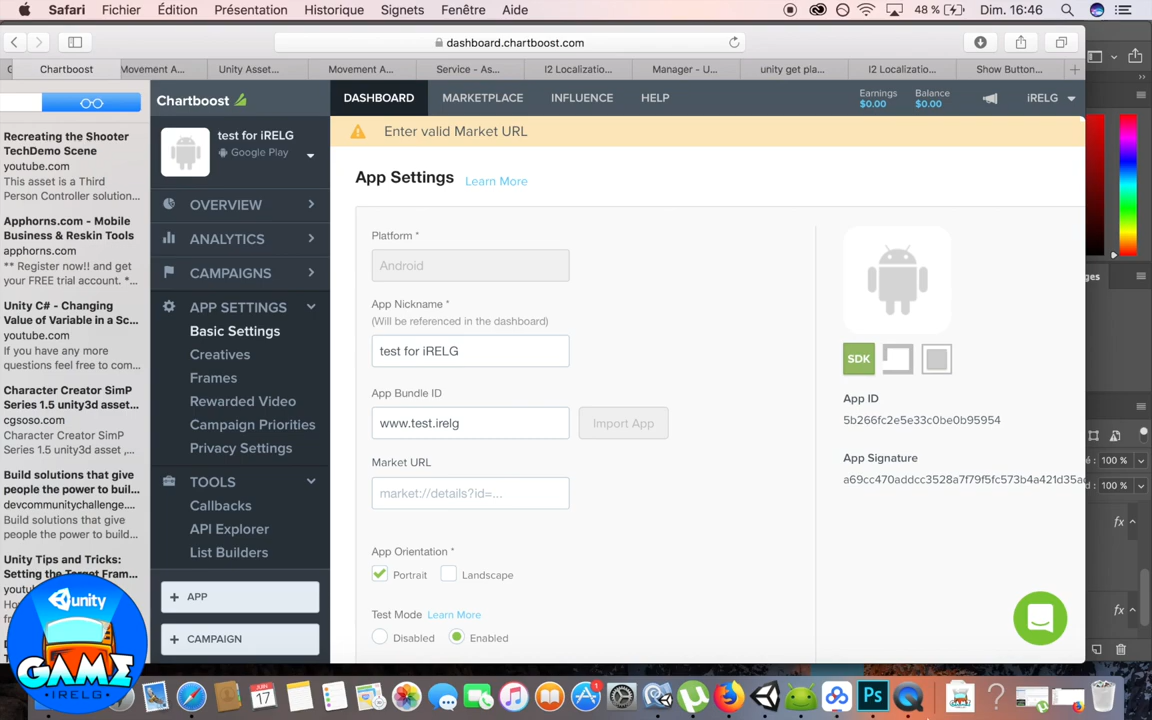 Safari Fichier Édition Présentation Historique Signets Fenêtre Aide 48 % Dim. 16:46
dashboard.chartboost.com
Chartboost Movement A... Unity Asset... Movement A... Service - As... I2 Localizatio... Manager - U... unity get pla... I2 Localizatio... Show Button...
Recreating the Shooter
TechDemo Scene
youtube.com
This asset is a Third
Person Controller solution...
Apphorns.com - Mobile
Business & Reskin Tools
apphorns.com
** Register now!! and get
your FREE trial account. *...
Unity C# - Changing
Value of Variable in a Sc...
youtube.com
If you have any more
questions feel free to com...
Character Creator SimP
Series 1.5 unity3d asset...
cgsoso.com
Character Creator SimP
Series 1.5 unity3d asset ,...
Build solutions that give
people the power to buil...
devcommunitychallenge....
Build solutions that give
people the power to buil...
Unity Tips and Tricks:
Setting the Target Fram...
unity
GAME
IRELG
Chartboost
test for iRELG
Google Play
OVERVIEW
ANALYTICS
CAMPAIGNS
APP SETTINGS
Basic Settings
Creatives
Frames
Rewarded Video
Campaign Priorities
Privacy Settings
TOOLS
Callbacks
API Explorer
List Builders
+ APP
+ CAMPAIGN
DASHBOARD MARKETPLACE INFLUENCE HELP
Earnings
$0.00
Balance
$0.00
iRELG
Enter valid Market URL
App Settings Learn More
Platform *
Android
App Nickname *
(Will be referenced in the dashboard)
test for iRELG
App Bundle ID
www.test.irelg
Import App
Market URL
market://details?id=...
App Orientation *
Portrait Landscape
Test Mode Learn More
Disabled Enabled
SDK
App ID
5b266fc2e5e33c0be0b95954
App Signature
a69cc470addcc3528a7f79f5fc573b4a421d35ad
100 %
100 %
fx
fx
JUIN
17
1
Ps